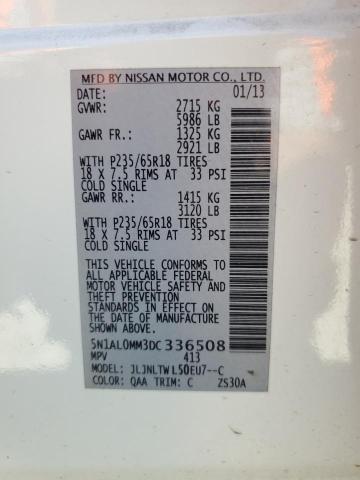 MFD BY NISSAN MOTOR CO., LTD.
DATE: 01/13
GVWR: 2715 KG
5986 LB
GAWR FR: 1325 KG
2921 LB
WITH P235/65R18 TIRES
18 X 7.5 RIMS AT 33 PSI
COLD SINGLE
GAWR RR: 1415 KG
3120 LB
WITH P235/65R18 TIRES
18 X 7.5 RIMS AT 33 PSI
COLD SINGLE
THIS VEHICLE CONFORMS TO
ALL APPLICABLE FEDERAL
MOTOR VEHICLE SAFETY AND
THEFT PREVENTION
STANDARDS IN EFFECT ON THE
DATE OF MANUFACTURE
SHOWN ABOVE.
5N1AL0MM3DC336508
MPV 413
MODEL: JLJNLTWL50EU7--C
COLOR: QAA TRIM: C ZS30A